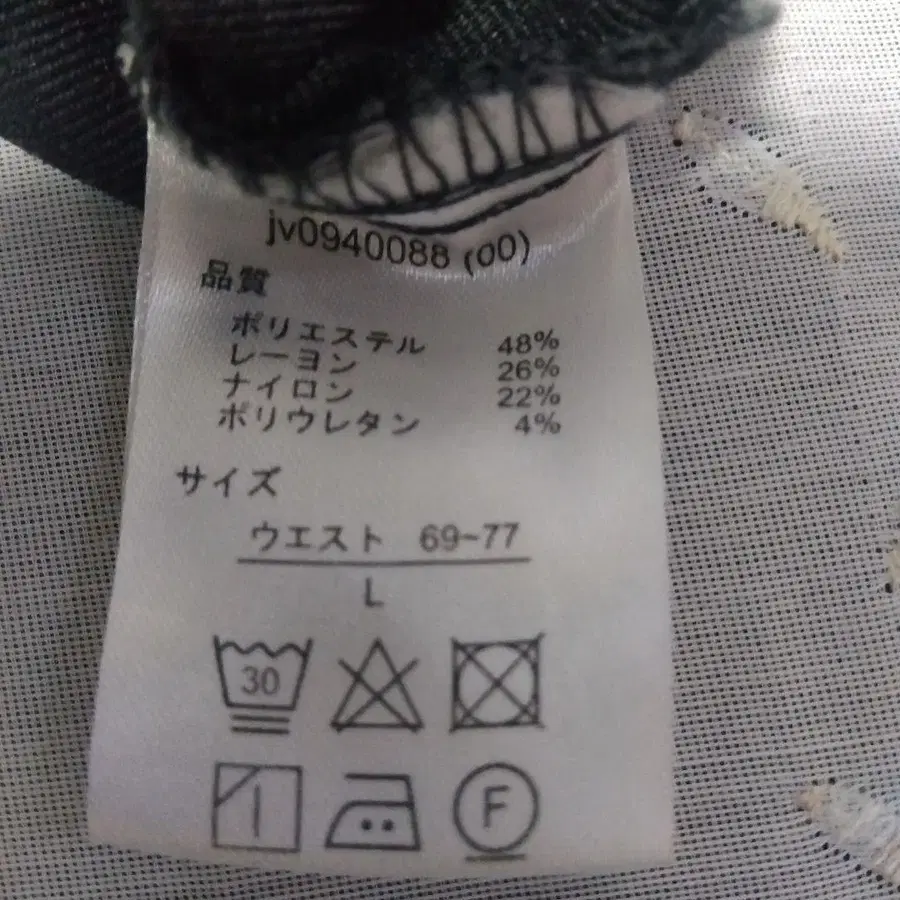 jv0940088 (00)
品質
ポリエステル 48%
レーヨン 26%
ナイロン 22%
ポリウレタン 4%
サイズ
ウエスト 69~77
L
30
F